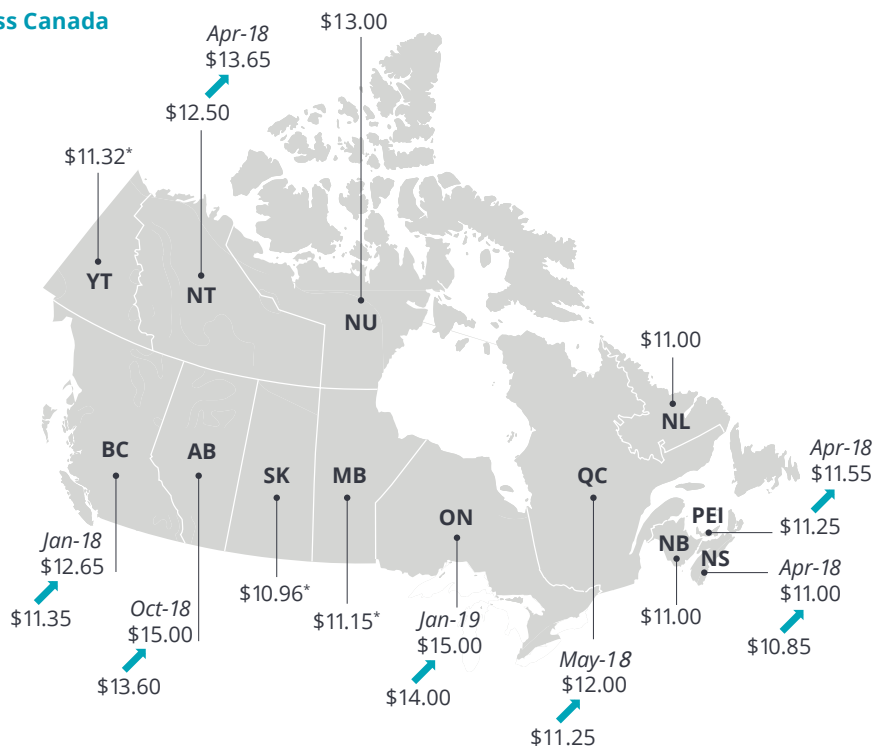 ss Canada
Apr-18
$13.65
$12.50
$13.00
$11.32*
YT
NT
NU
$11.00
NL
BC
AB
SK
MB
ON
QC
PEI
NB
NS
Apr-18
$11.55
$11.25
Jan-18
$12.65
$11.35
Oct-18
$15.00
$13.60
$10.96*
$11.15*
Jan-19
$15.00
$14.00
May-18
$12.00
$11.25
$11.00
Apr-18
$11.00
$10.85